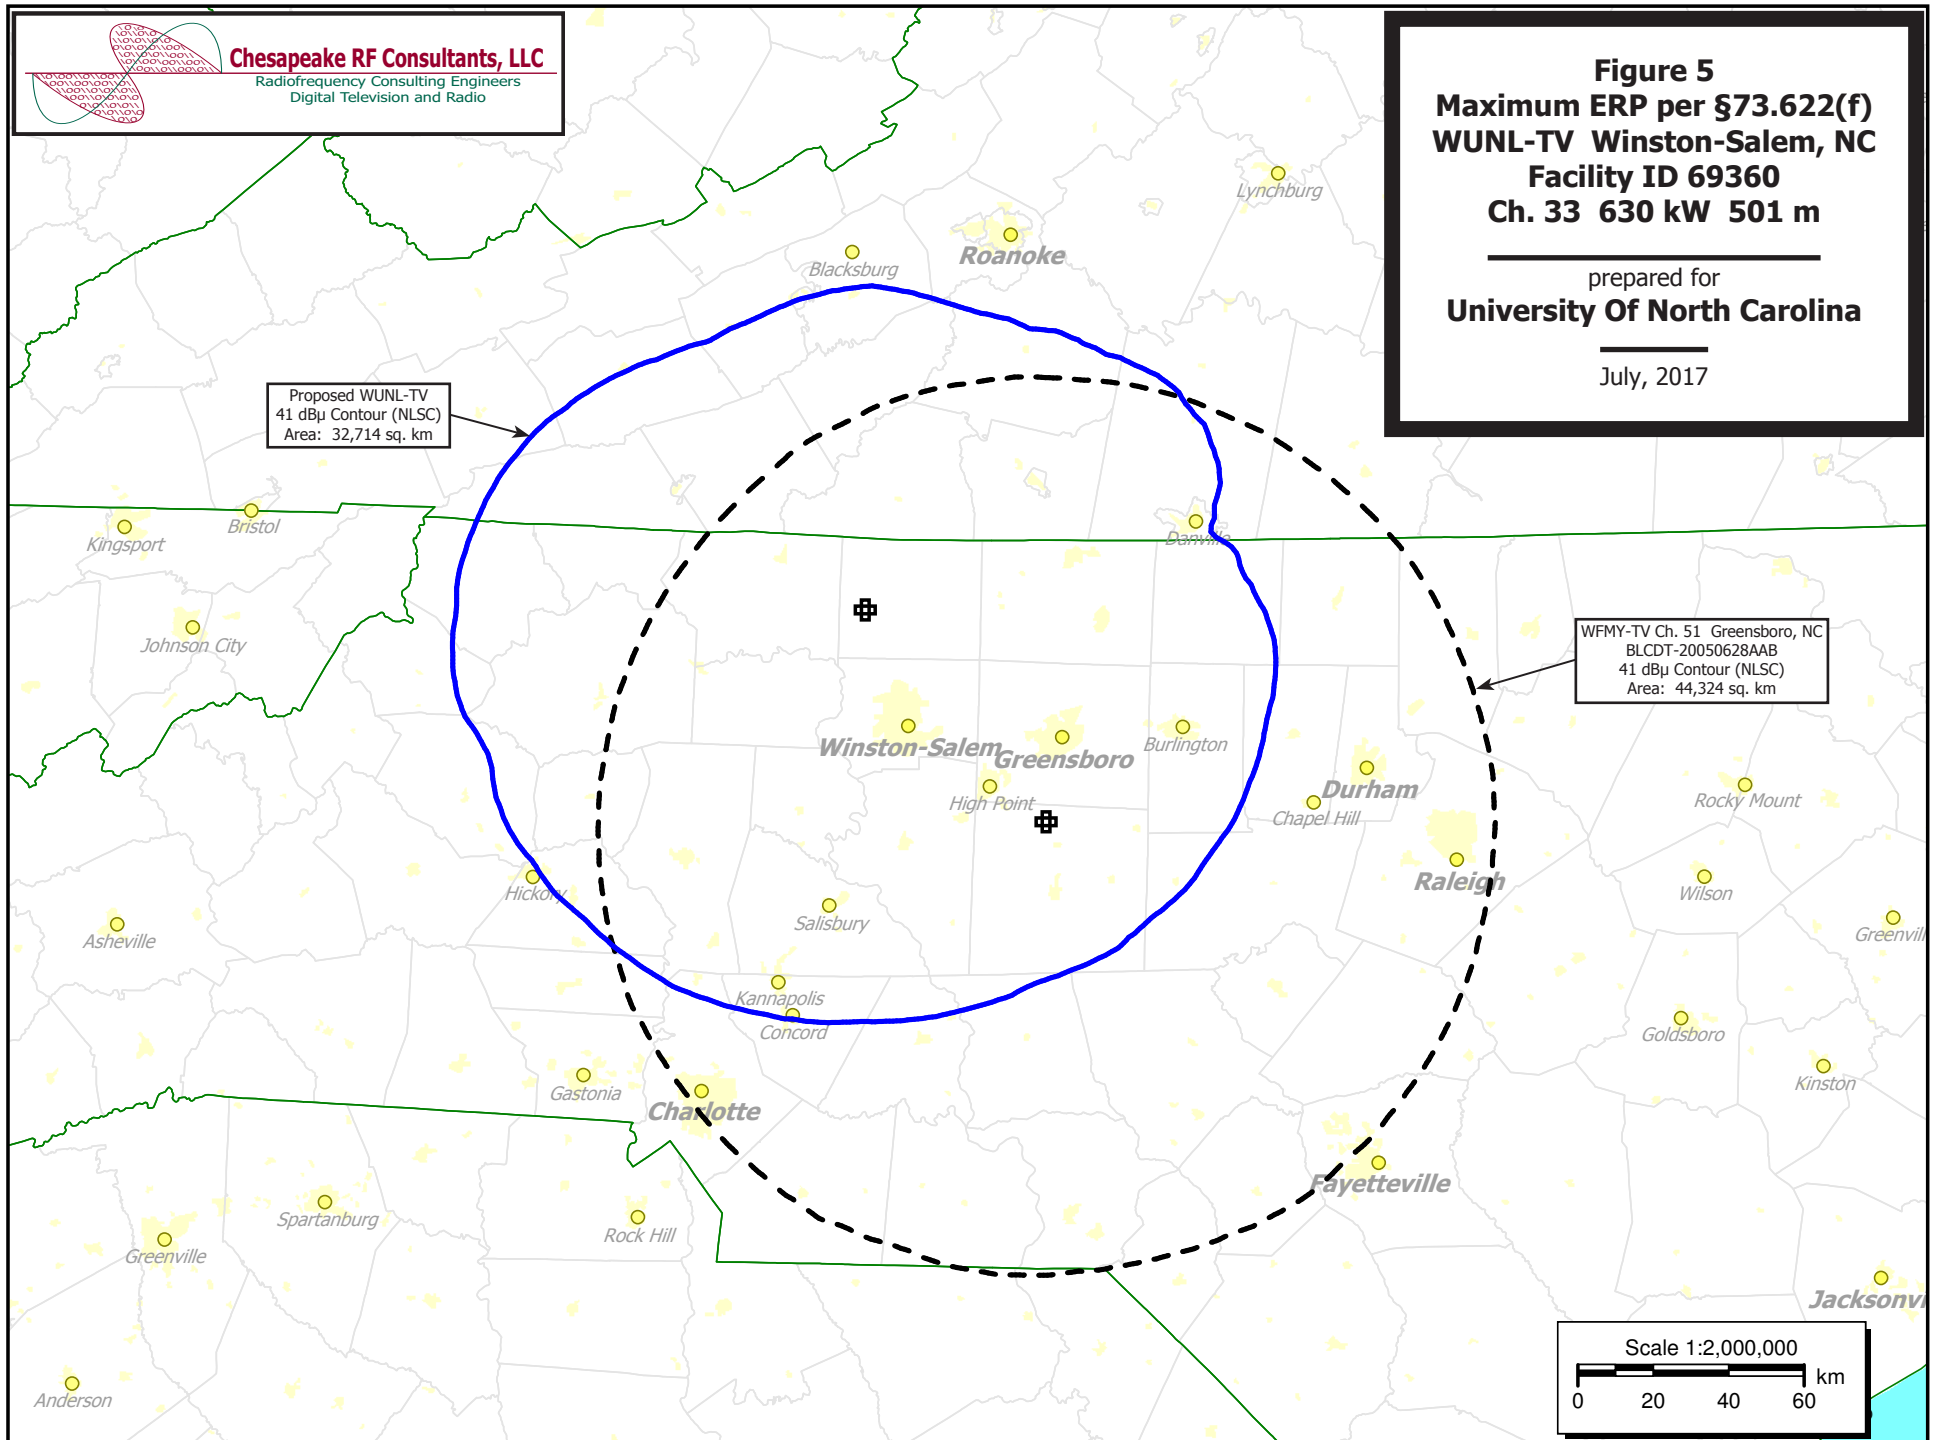 Chesapeake RF Consultants, LLC
Radiofrequency Consulting Engineers
Digital Television and Radio
Figure 5
Maximum ERP per §73.622(f)
WUNL-TV Winston-Salem, NC
Facility ID 69360
Ch. 33 630 kW 501 m
prepared for
University Of North Carolina
July, 2017
Lynchburg
Roanoke
Blacksburg
Proposed WUNL-TV
41 dBµ Contour (NLSC)
Area: 32,714 sq. km
Bristol
Kingsport
Danville
Johnson City
WFMY-TV Ch. 51 Greensboro, NC
BLCDT-20050628AAB
41 dBµ Contour (NLSC)
Area: 44,324 sq. km
Winston-Salem
Greensboro
Burlington
High Point
Durham
Chapel Hill
Rocky Mount
Hickory
Raleigh
Wilson
Salisbury
Asheville
Greenvill
Kannapolis
Concord
Goldsboro
Gastonia
Kinston
Charlotte
Fayetteville
Spartanburg
Rock Hill
Greenville
Jacksonvi
Anderson
Scale 1:2,000,000
km
0 20 40 60